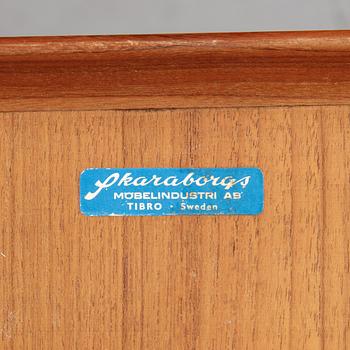 Skaraborgs
MÖBELINDUSTRI AB
TIBRO · Sweden